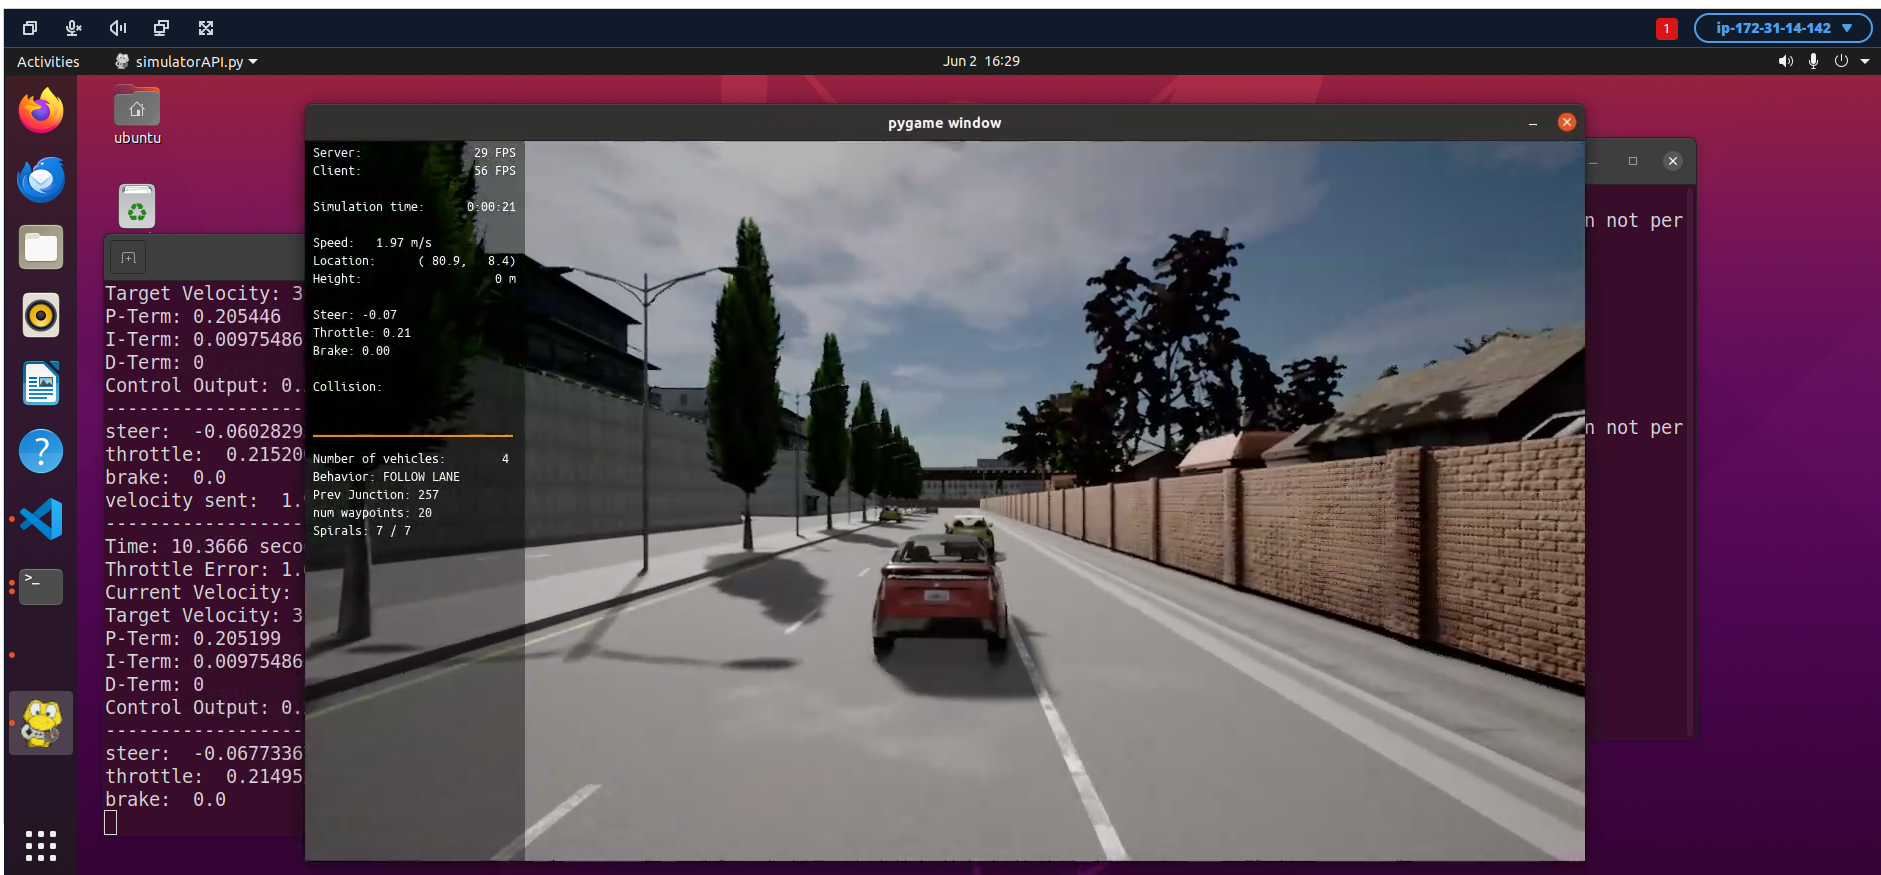 1
ip-172-31-14-142
Activities
simulatorAPI.py
Jun 2 16:29
ubuntu
pygame window
Server: 29 FPS
Client: 56 FPS
Simulation time: 0:00:21
Speed: 1.97 m/s
Location: ( 80.9, 8.4)
Height: 0 m
Steer: -0.07
Throttle: 0.21
Brake: 0.00
Collision:
Number of vehicles: 4
Behavior: FOLLOW LANE
Prev Junction: 257
num waypoints: 20
Spirals: 7 / 7
Target Velocity: 3
P-Term: 0.205446
I-Term: 0.00975486
D-Term: 0
Control Output: 0.
------------------
steer: -0.0602829
throttle: 0.21520
brake: 0.0
velocity sent: 1.
------------------
Time: 10.3666 seco
Throttle Error: 1.
Current Velocity:
Target Velocity: 3
P-Term: 0.205199
I-Term: 0.00975486
D-Term: 0
Control Output: 0.
------------------
steer: -0.0677336
throttle: 0.21495
brake: 0.0
n not per
n not per